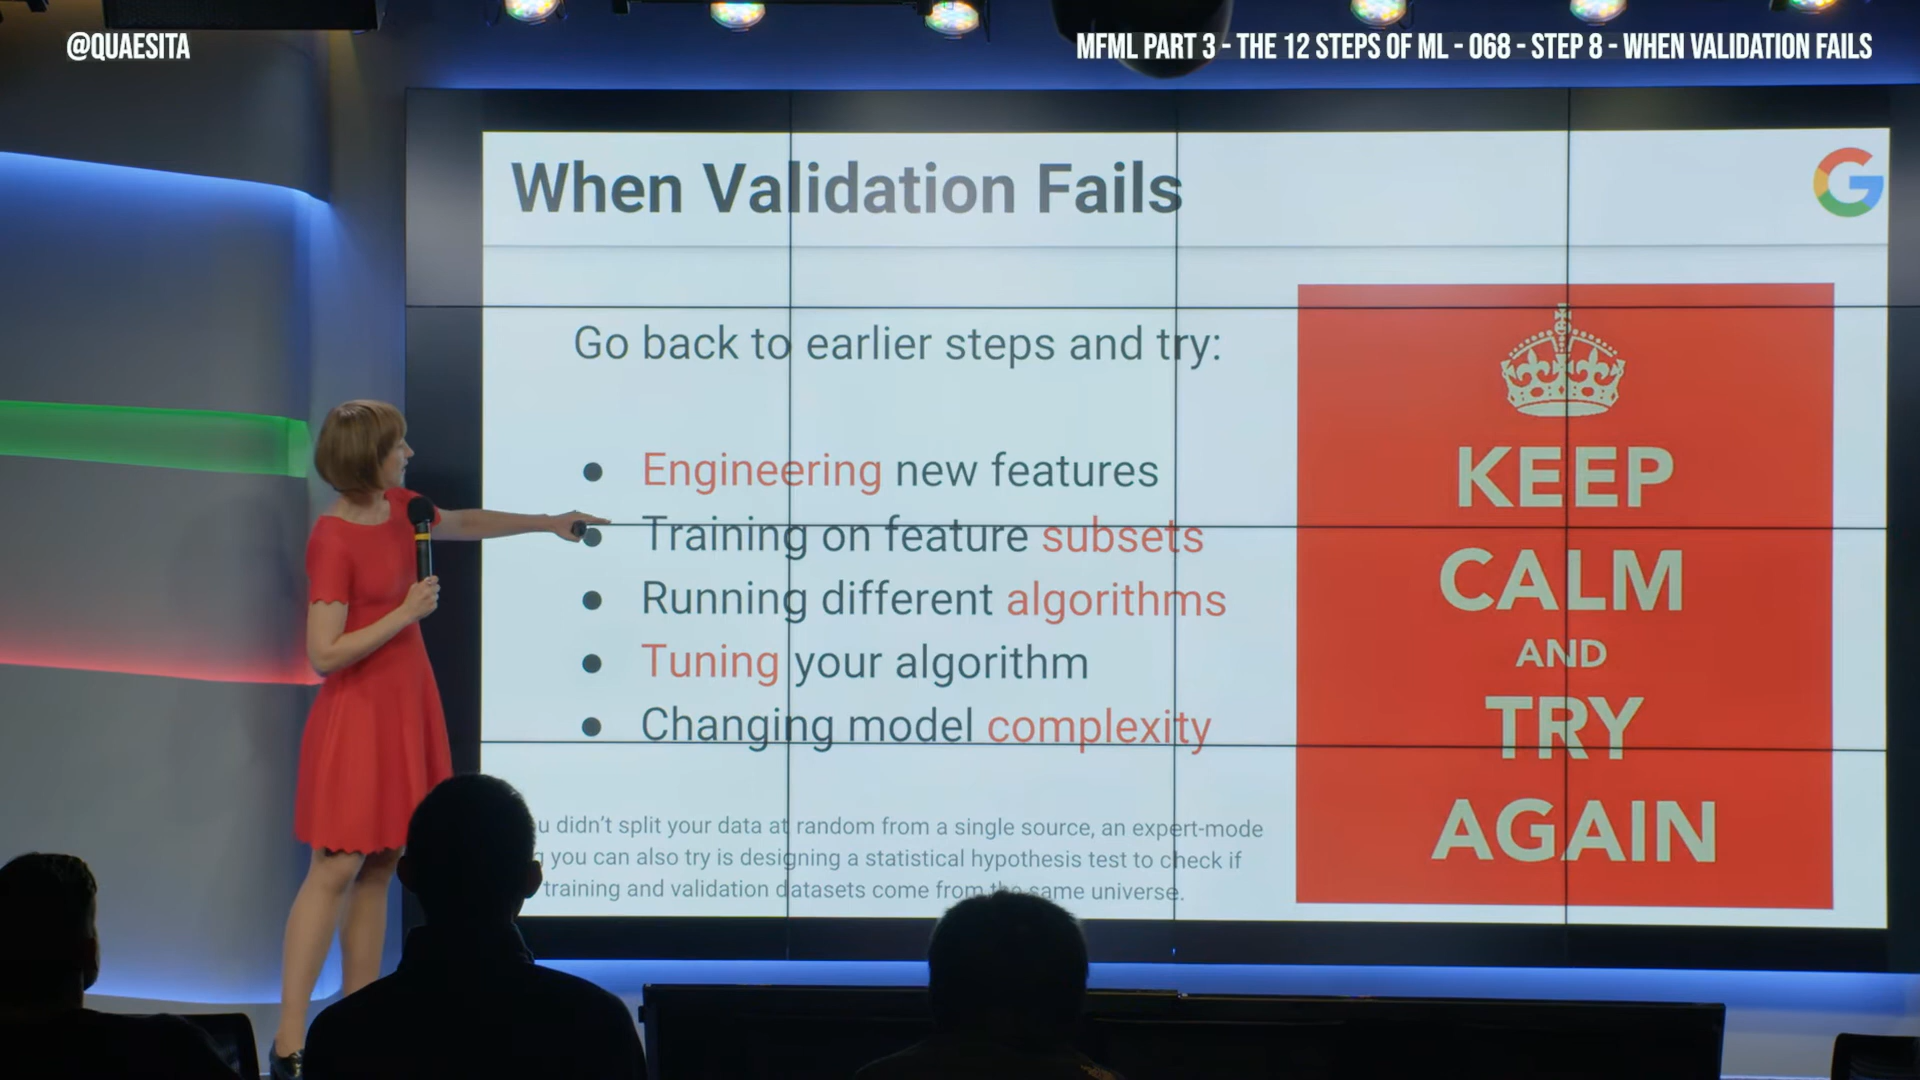 @QUAESITA
MFML PART 3 - THE 12 STEPS OF ML - 068 - STEP 8 - WHEN VALIDATION FAILS
When Validation Fails
G
Go back to earlier steps and try:
● Engineering new features
● Training on feature subsets
● Running different algorithms
● Tuning your algorithm
● Changing model complexity
didn't split your data at random from a single source, an expert-mode
you can also try is designing a statistical hypothesis test to check if
training and validation datasets come from the same universe.
KEEP
CALM
AND
TRY
AGAIN